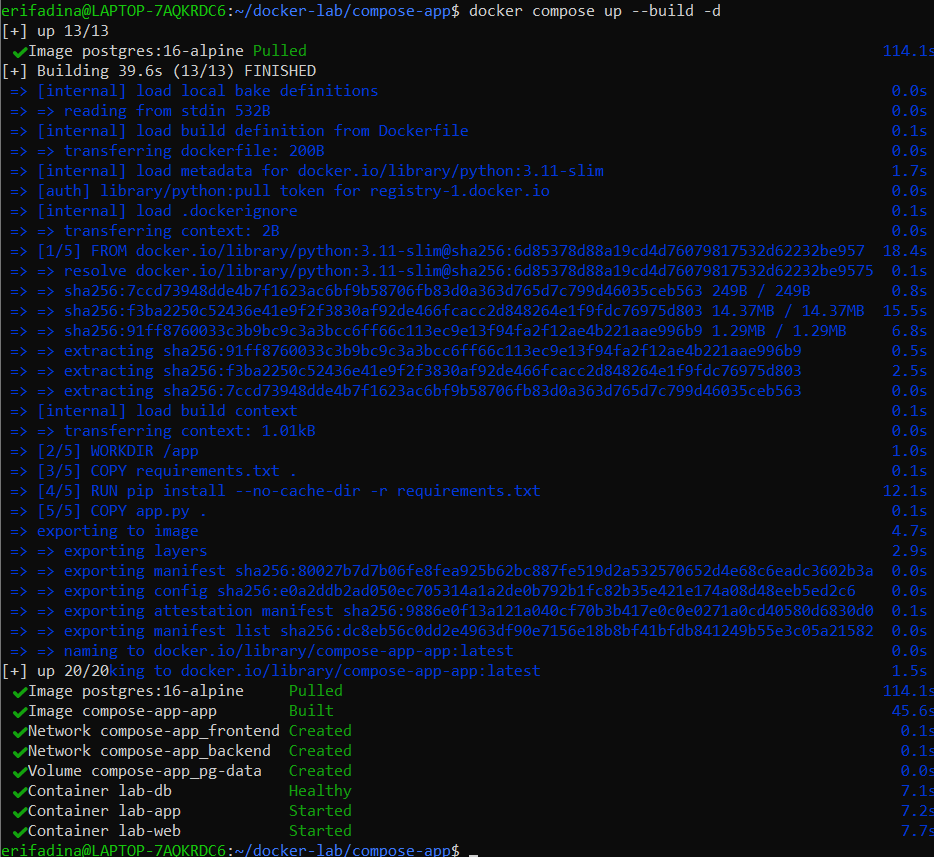 erifadina@LAPTOP-7AQKRDC6:~/docker-lab/compose-app$ docker compose up --build -d
[+] up 13/13
✔Image postgres:16-alpine Pulled 114.1s
[+] Building 39.6s (13/13) FINISHED
=> [internal] load local bake definitions 0.0s
=> => reading from stdin 532B 0.0s
=> [internal] load build definition from Dockerfile 0.1s
=> => transferring dockerfile: 200B 0.0s
=> [internal] load metadata for docker.io/library/python:3.11-slim 1.7s
=> [auth] library/python:pull token for registry-1.docker.io 0.0s
=> [internal] load .dockerignore 0.1s
=> => transferring context: 2B 0.0s
=> [1/5] FROM docker.io/library/python:3.11-slim@sha256:6d85378d88a19cd4d76079817532d62232be957 18.4s
=> => resolve docker.io/library/python:3.11-slim@sha256:6d85378d88a19cd4d76079817532d62232be9575 0.1s
=> => sha256:7ccd73948dde4b7f1623ac6bf9b58706fb83d0a363d765d7c799d46035ceb563 249B / 249B 0.8s
=> => sha256:f3ba2250c52436e41e9f2f3830af92de466fcacc2d848264e1f9fdc76975d803 14.37MB / 14.37MB 15.5s
=> => sha256:91ff8760033c3b9bc9c3a3bcc6ff66c113ec9e13f94fa2f12ae4b221aae996b9 1.29MB / 1.29MB 6.8s
=> => extracting sha256:91ff8760033c3b9bc9c3a3bcc6ff66c113ec9e13f94fa2f12ae4b221aae996b9 0.5s
=> => extracting sha256:f3ba2250c52436e41e9f2f3830af92de466fcacc2d848264e1f9fdc76975d803 2.5s
=> => extracting sha256:7ccd73948dde4b7f1623ac6bf9b58706fb83d0a363d765d7c799d46035ceb563 0.0s
=> [internal] load build context 0.1s
=> => transferring context: 1.01kB 0.0s
=> [2/5] WORKDIR /app 1.0s
=> [3/5] COPY requirements.txt . 0.1s
=> [4/5] RUN pip install --no-cache-dir -r requirements.txt 12.1s
=> [5/5] COPY app.py . 0.1s
=> exporting to image 4.7s
=> => exporting layers 2.9s
=> => exporting manifest sha256:80027b7d7b06fe8fea925b62bc887fe519d2a532570652d4e68c6eadc3602b3a 0.0s
=> => exporting config sha256:e0a2ddb2ad050ec705314a1a2de0b792b1fc82b35e421e174a08d48eeb5ed2c6 0.0s
=> => exporting attestation manifest sha256:9886e0f13a121a040cf70b3b417e0c0e0271a0cd40580d6830d0 0.1s
=> => exporting manifest list sha256:dc8eb56c0dd2e4963df90e7156e18b8bf41bfdb841249b55e3c05a21582 0.0s
=> => naming to docker.io/library/compose-app-app:latest 0.0s
[+] up 20/20king to docker.io/library/compose-app-app:latest 1.5s
✔Image postgres:16-alpine Pulled 114.1s
✔Image compose-app-app Built 45.6s
✔Network compose-app_frontend Created 0.1s
✔Network compose-app_backend Created 0.1s
✔Volume compose-app_pg-data Created 0.0s
✔Container lab-db Healthy 7.1s
✔Container lab-app Started 7.2s
✔Container lab-web Started 7.7s
erifadina@LAPTOP-7AQKRDC6:~/docker-lab/compose-app$ _